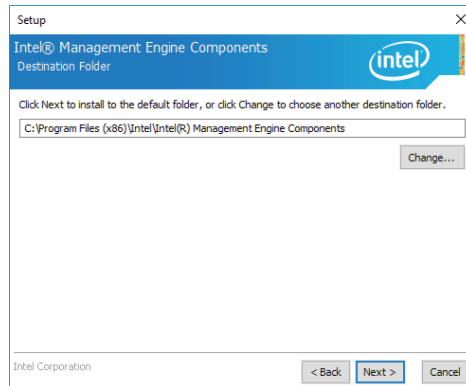 Setup
Intel® Management Engine Components
Destination Folder
intel
Click Next to install to the default folder, or click Change to choose another destination folder.
C:\Program Files (x86)\Intel\Intel(R) Management Engine Components
Change...
Intel Corporation
< Back
Next >
Cancel